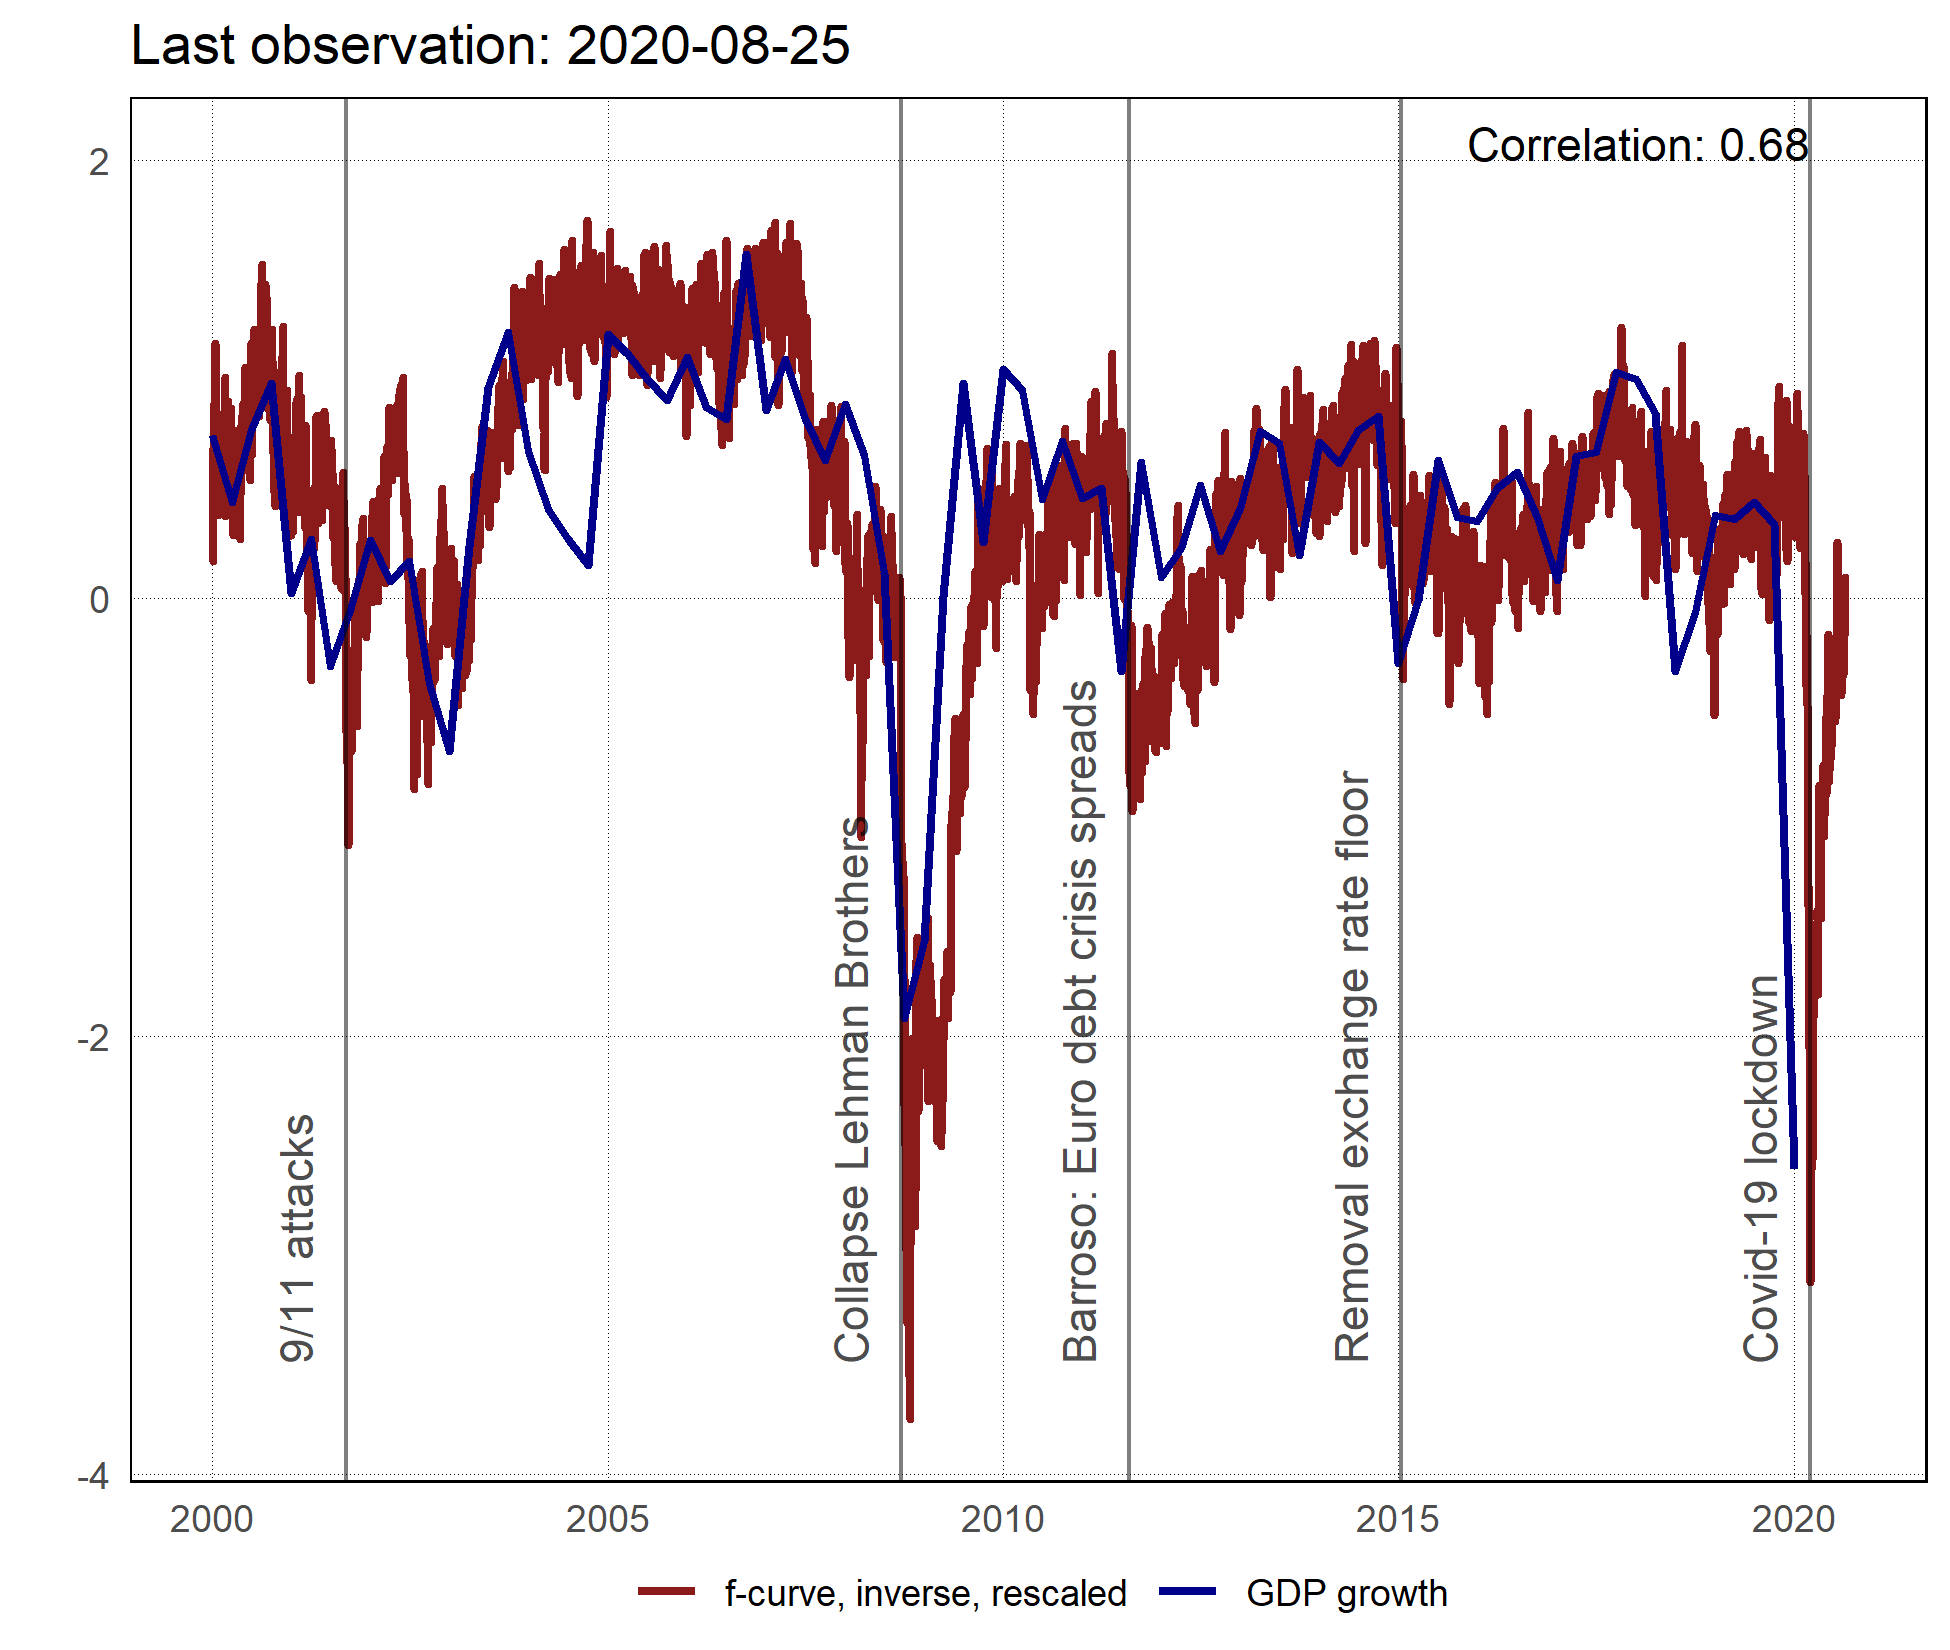 Last observation: 2020-08-25
Correlation: 0.68
2
0
-2
-4
9/11 attacks
Collapse Lehman Brothers
Barroso: Euro debt crisis spreads
Removal exchange rate floor
Covid-19 lockdown
2000 2005 2010 2015 2020
f-curve, inverse, rescaled GDP growth